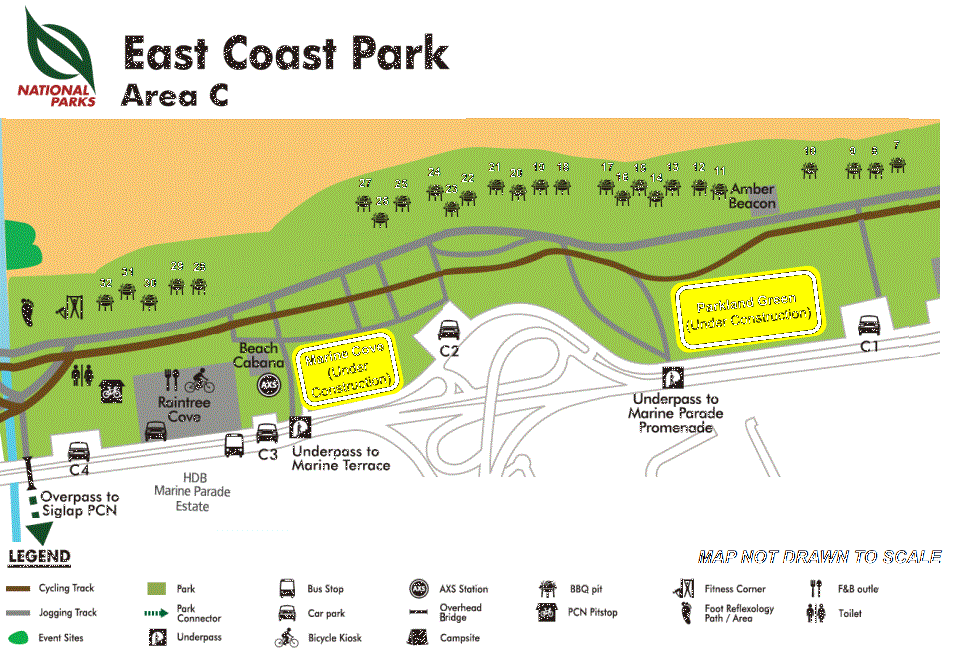 NATIONAL
PARKS
East Coast Park
Area C
27
26
25
24
23
22
21
20
19
18
17
16
15
14
13
12
11
10
9
8
7
Amber
Beacon
32
31
30
29
28
Parkland Green
(Under Construction)
C1
C2
Beach
Cabana
AXS
Marine Cove
(Under
Construction)
Raintree
Cove
Underpass to
Marine Parade
Promenade
C3
Underpass to
Marine Terrace
C4
HDB
Marine Parade
Estate
Overpass to
Siglap PCN
LEGEND
MAP NOT DRAWN TO SCALE
Cycling Track
Park
Bus Stop
AXS
AXS Station
BBQ pit
Fitness Corner
F&B outle
Jogging Track
Park
Connector
Car park
Overhead
Bridge
PCN Pitstop
Foot Reflexology
Path / Area
Toilet
Event Sites
Underpass
Bicycle Kiosk
Campsite